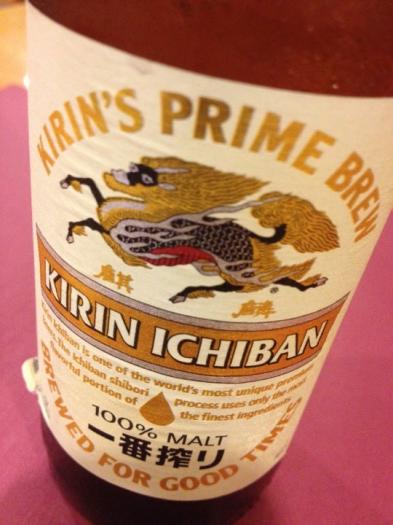 KIRIN'S PRIME BREW
麒 麟
®
KIRIN ICHIBAN
Kirin Ichiban is one of the world's most unique premium
Ichiban shibori process uses only the most
flavorful portion of the finest ingredients.
100% MALT
一番搾り
BREWED FOR GOOD TIMES